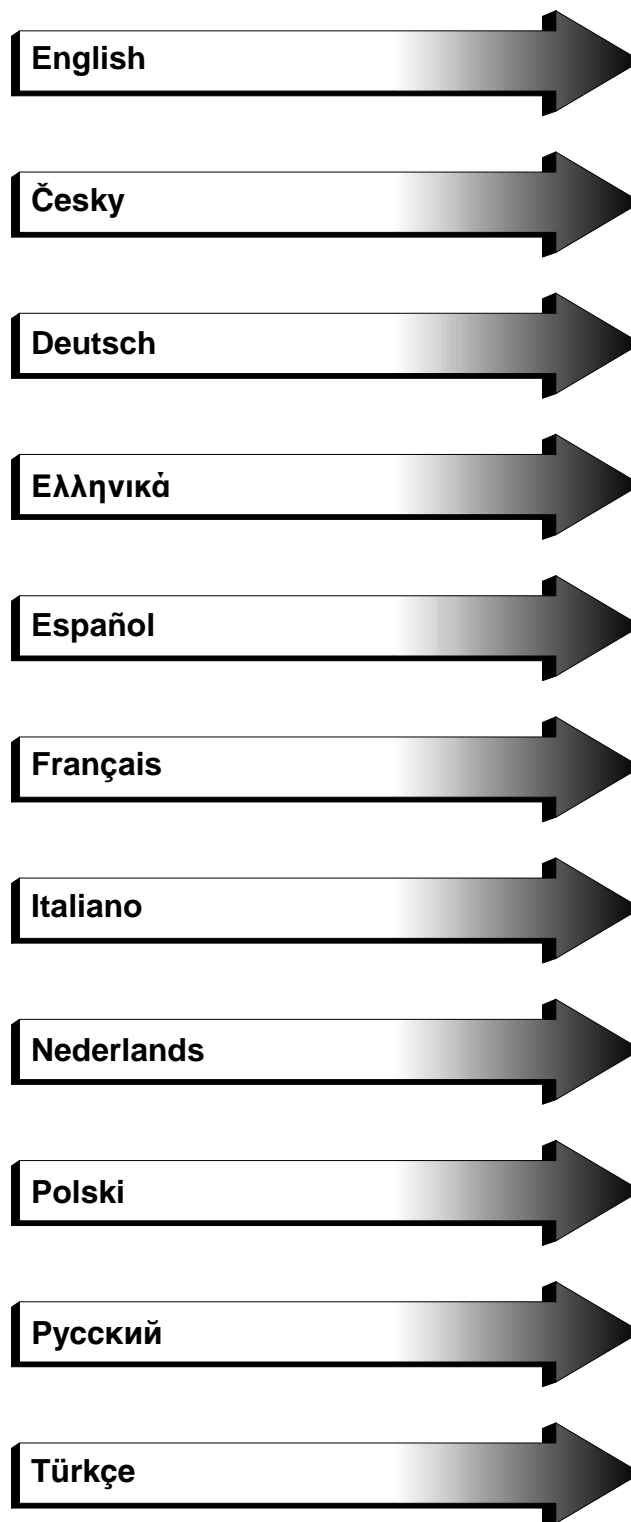 English
Česky
Deutsch
Ελληνικά
Español
Français
Italiano
Nederlands
Polski
Русский
Türkçe